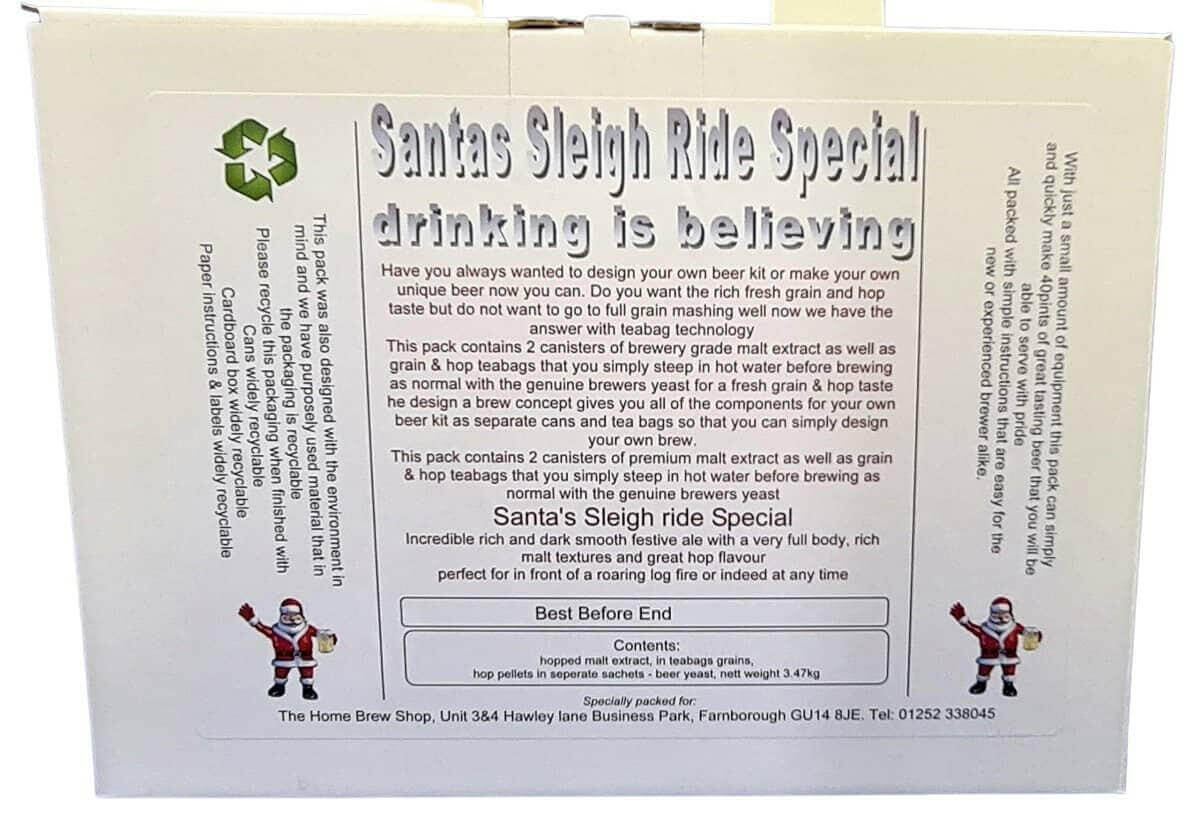 Santas Sleigh Ride Special
drinking is believing
Have you always wanted to design your own beer kit or make your own
unique beer now you can. Do you want the rich fresh grain and hop
taste but do not want to go to full grain mashing well now we have the
answer with teabag technology
This pack contains 2 canisters of brewery grade malt extract as well as
grain & hop teabags that you simply steep in hot water before brewing
as normal with the genuine brewers yeast for a fresh grain & hop taste
he design a brew concept gives you all of the components for your own
beer kit as separate cans and tea bags so that you can simply design
your own brew.
This pack contains 2 canisters of premium malt extract as well as grain
& hop teabags that you simply steep in hot water before brewing as
normal with the genuine brewers yeast
Santa's Sleigh ride Special
Incredible rich and dark smooth festive ale with a very full body, rich
malt textures and great hop flavour
perfect for in front of a roaring log fire or indeed at any time
Best Before End
Contents:
hopped malt extract, in teabags grains,
hop pellets in seperate sachets - beer yeast, nett weight 3.47kg
Specially packed for:
The Home Brew Shop, Unit 3&4 Hawley lane Business Park, Farnborough GU14 8JE. Tel: 01252 338045
This pack was also designed with the environment in
mind and we have purposely used material that in
the packaging is recyclable
Please recycle this packaging when finished with
Cans widely recyclable
Cardboard box widely recyclable
Paper instructions & labels widely recyclable
With just a small amount of equipment this pack can simply
and quickly make 40pints of great tasting beer that you will be
able to serve with pride
All packed with simple instructions that are easy for the
new or experienced brewer alike.